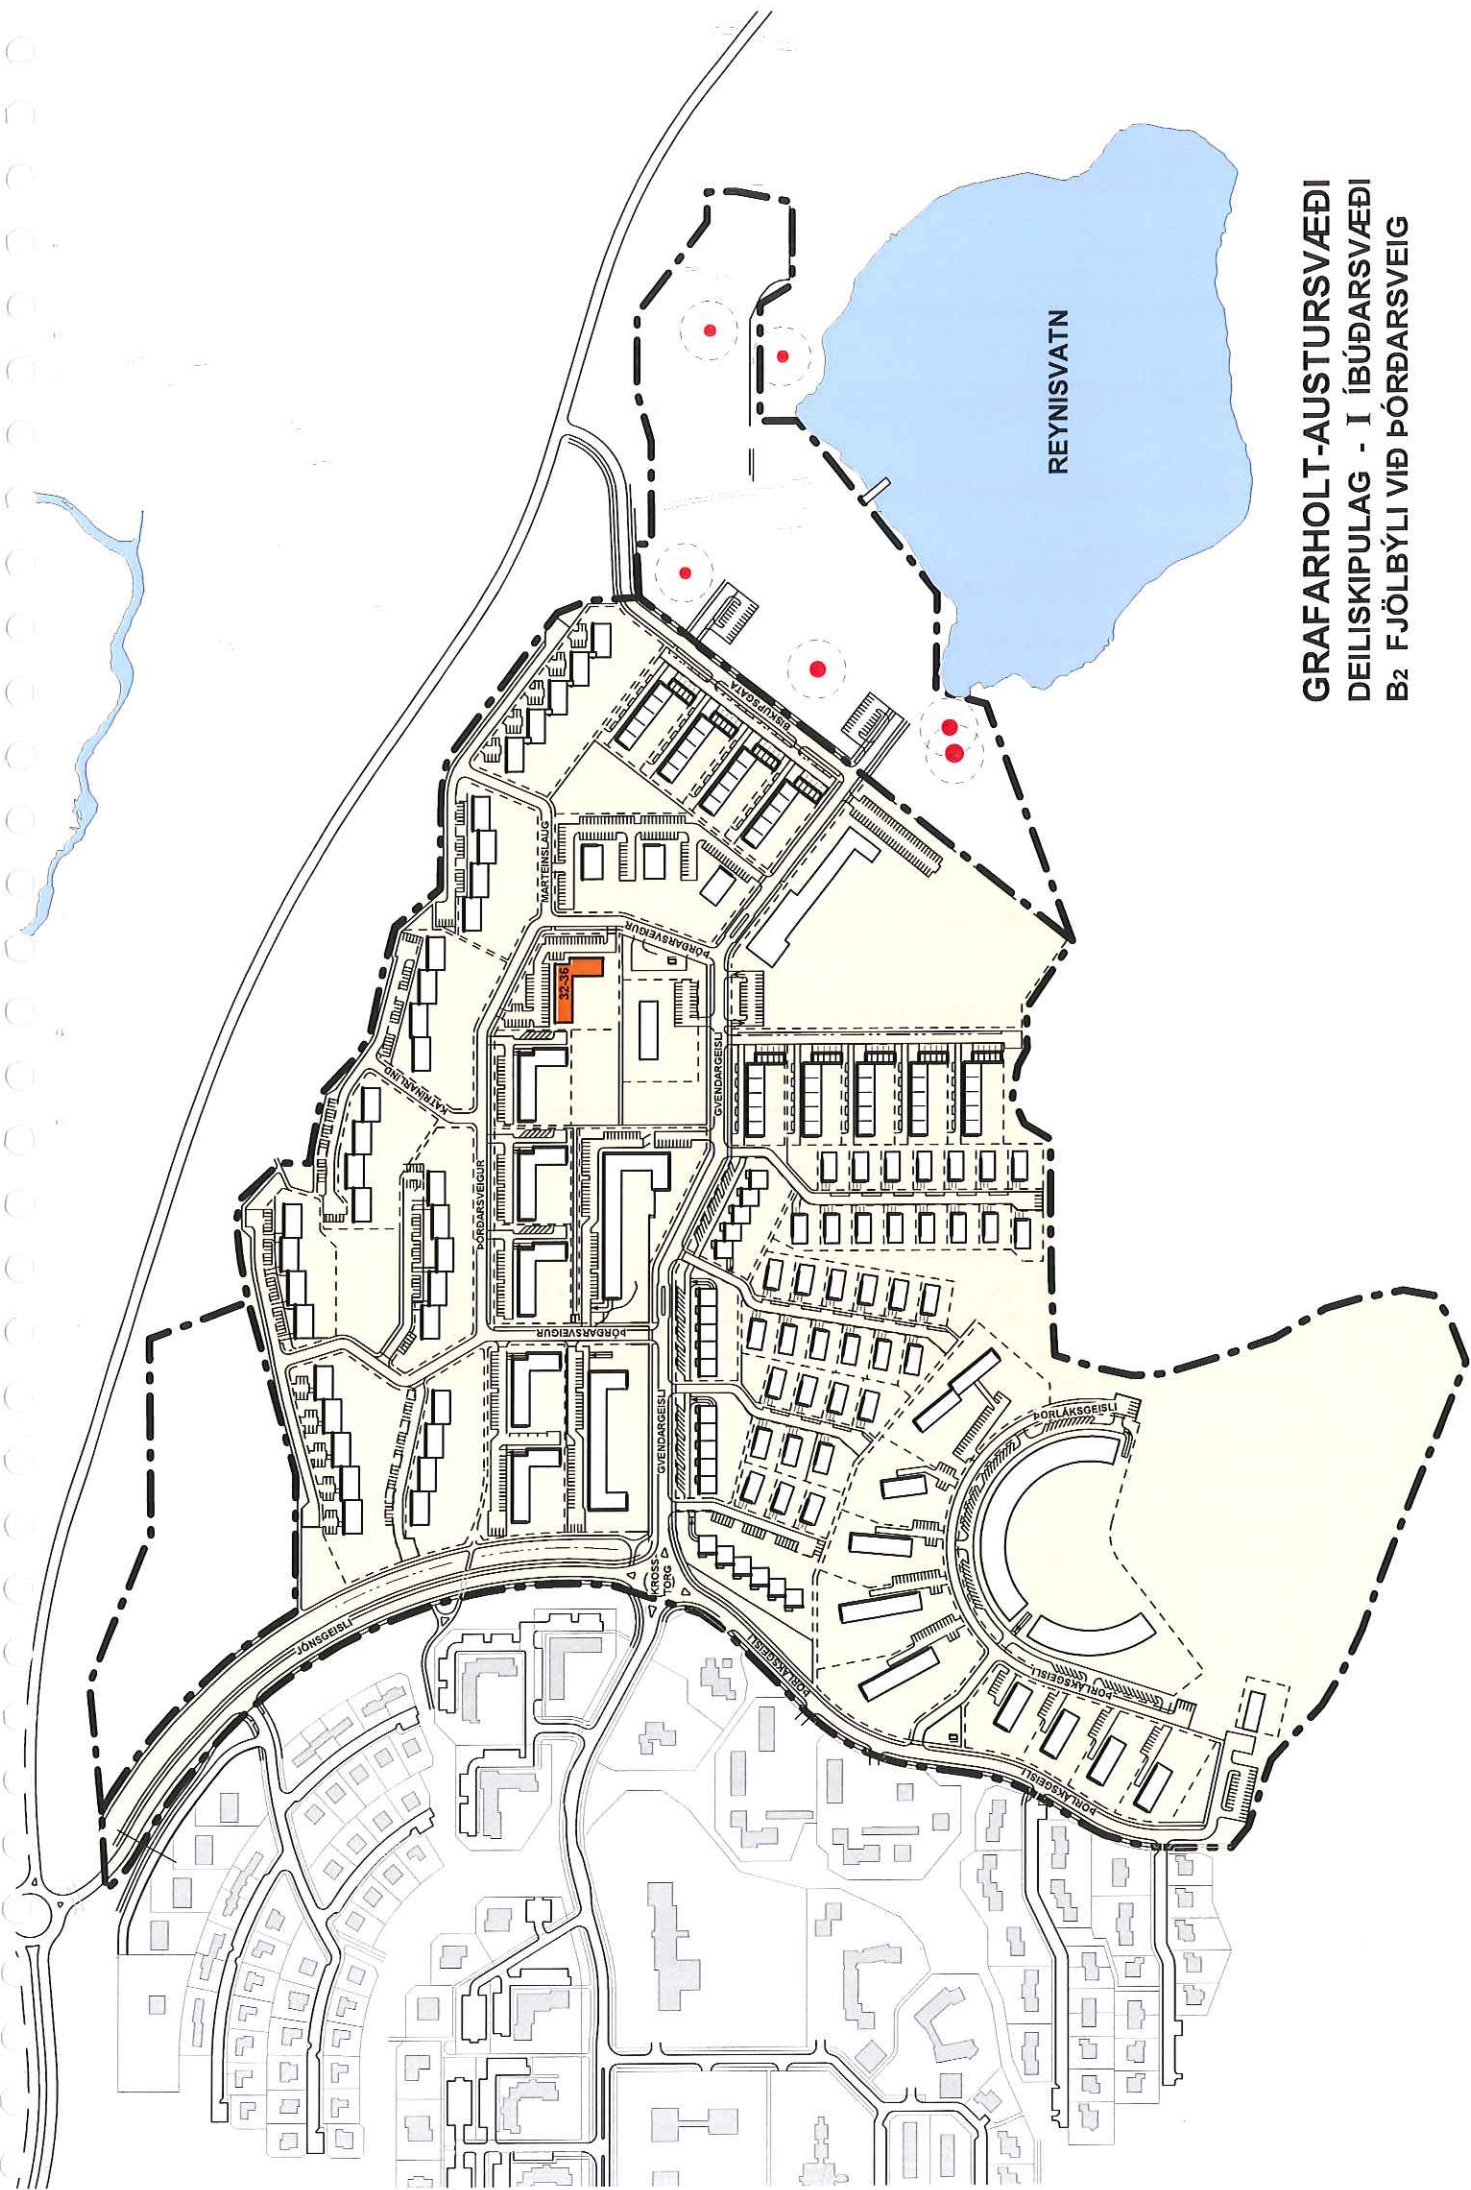 GRAFARHOLT-AUSTURSVÆÐI
DEILISKIPULAG - I ÍBÚÐARSVÆÐI
B2 FJÖLBÝLI VIÐ ÞÓRÐARSVEIG
REYNISVATN
BISKUPSGATA
MARTEINSLAUG
ÞÓRÐARSVEIGUR
32-36
KATRÍNARLIND
GVENDARGEISLI
ÞÓRÐARSVEIGUR
ÞÓRÐARSVEIGUR
GVENDARGEISLI
ÞORLÁKSGEISLI
KROSS-
TORG
JÓNSGEISLI
ÞORLÁKSGEISLI
ÞORLÁKSGEISLI
ÞORLÁKSGEISLI